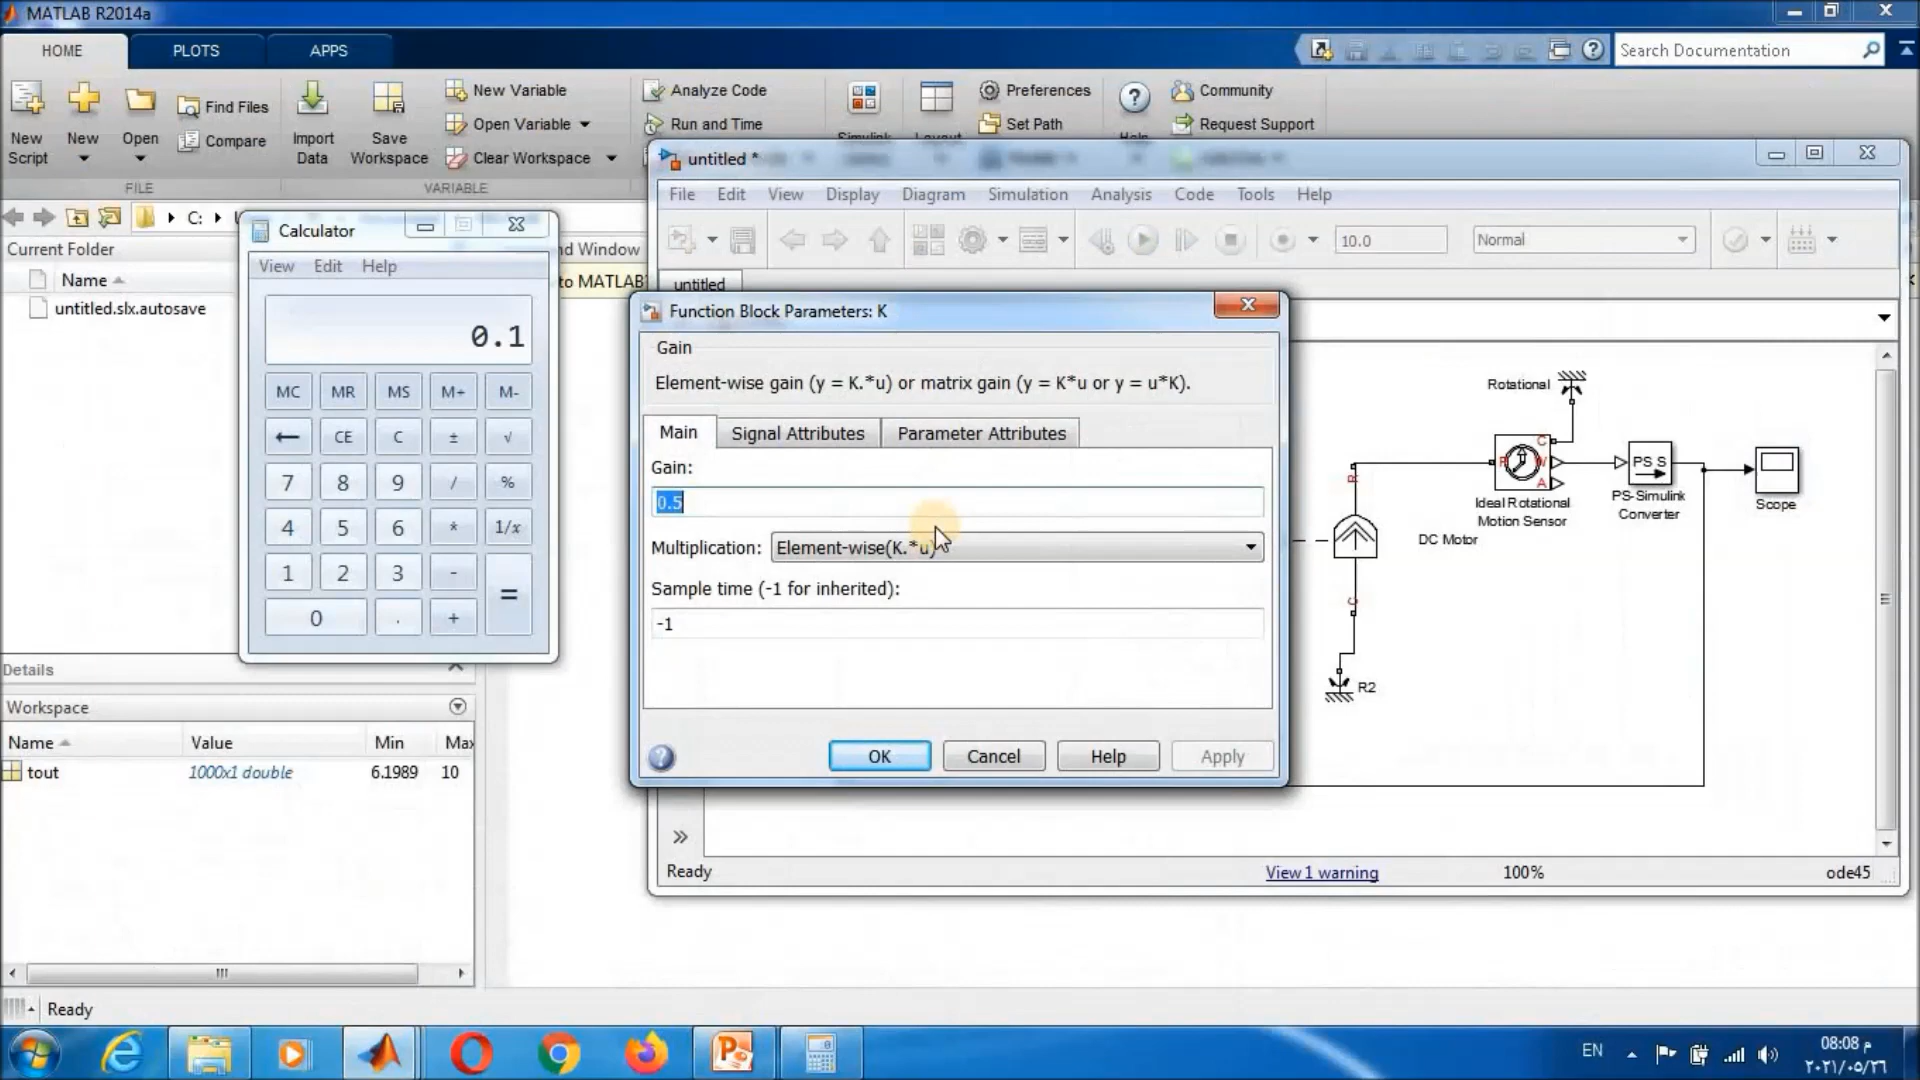 MATLAB R2014a
HOME
PLOTS
APPS
Search Documentation
New Script
New
Open
Find Files
Compare
Import Data
Save Workspace
New Variable
Open Variable
Clear Workspace
Analyze Code
Run and Time
Preferences
Set Path
Community
Request Support
FILE
VARIABLE
C:
Current Folder
Name
untitled.slx.autosave
nd Window
to MATLAB
Calculator
View Edit Help
0.1
MC MR MS M+ M-
← CE C ± √
7 8 9 / %
4 5 6 * 1/x
1 2 3 - =
0 . +
Details
Workspace
Name Value Min Max
tout 1000x1 double 6.1989 10
Ready
untitled *
File Edit View Display Diagram Simulation Analysis Code Tools Help
10.0
Normal
untitled
Function Block Parameters: K
Gain
Element-wise gain (y = K.*u) or matrix gain (y = K*u or y = u*K).
Main
Signal Attributes
Parameter Attributes
Gain:
0.5
Multiplication: Element-wise(K.*u)
Sample time (-1 for inherited):
-1
OK
Cancel
Help
Apply
Rotational
R
C
W
A
Ideal Rotational
Motion Sensor
PS S
PS-Simulink
Converter
Scope
DC Motor
R
C
R2
»
Ready
View 1 warning
100%
ode45
EN
08:08 م
٢٠٢١/٠٥/٢٦